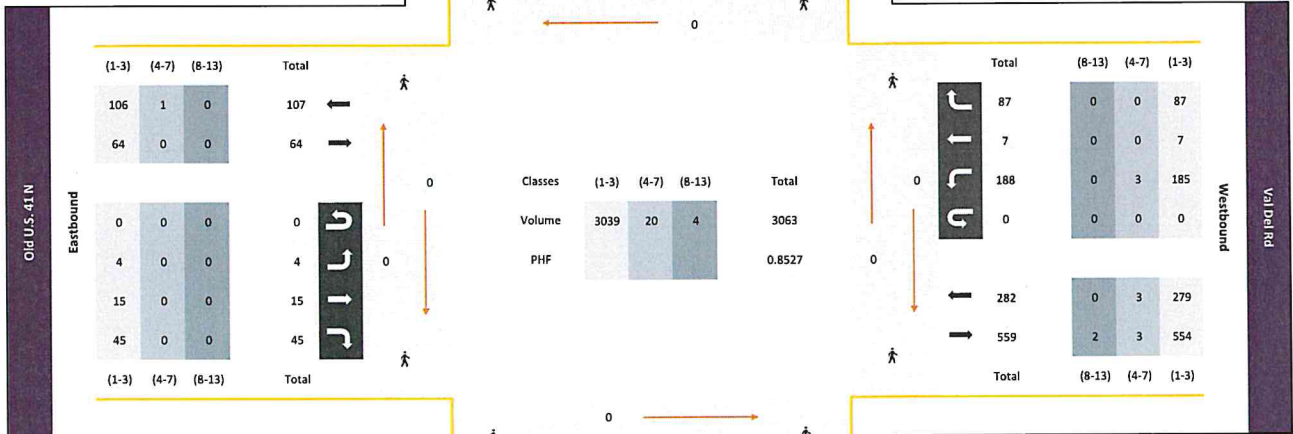 0
(1-3) (4-7) (8-13) Total
106 1 0 107
64 0 0 64
0 0 0 0
4 0 0 4
15 0 0 15
45 0 0 45
(1-3) (4-7) (8-13) Total
Old U.S. 41 N
Eastbound
0
0
Classes (1-3) (4-7) (8-13) Total
Volume 3039 20 4 3063
PHF 0.8527
0
0
Total (8-13) (4-7) (1-3)
87 0 0 87
7 0 0 7
188 0 3 185
0 0 0 0
282 0 3 279
559 2 3 554
Total (8-13) (4-7) (1-3)
Westbound
Val Del Rd
0